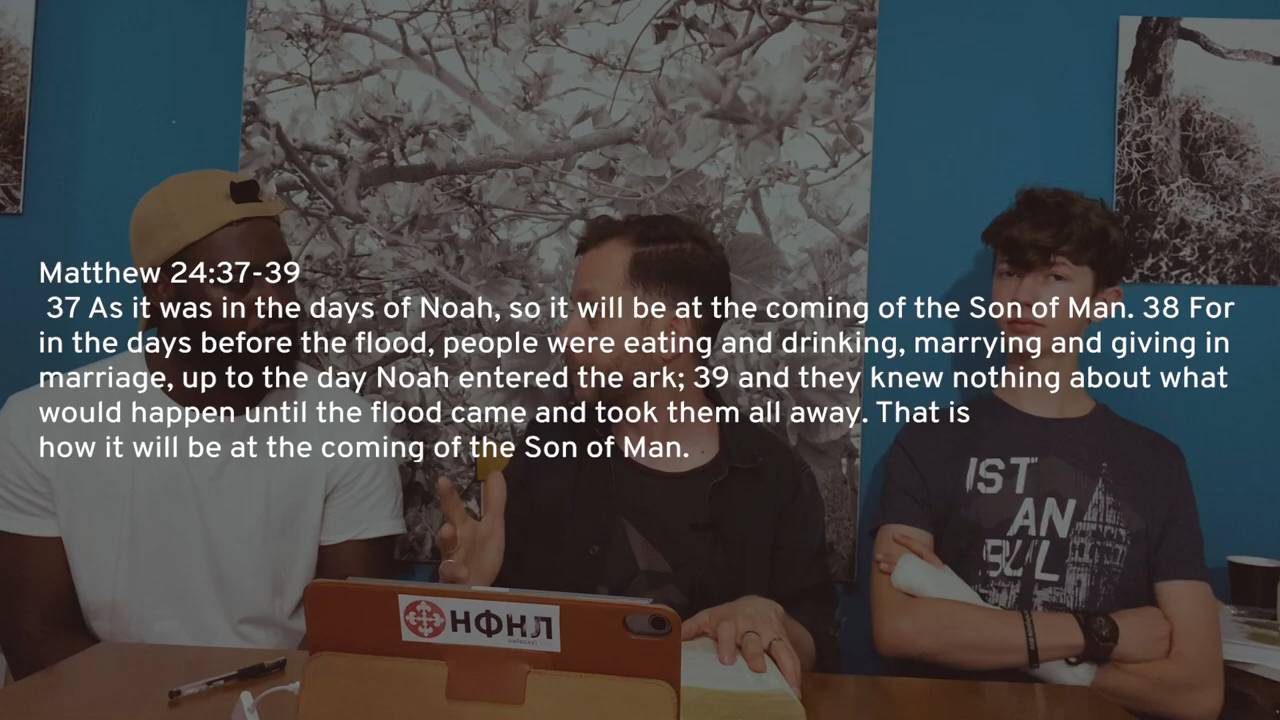 Matthew 24:37-39
37 As it was in the days of Noah, so it will be at the coming of the Son of Man. 38 For
in the days before the flood, people were eating and drinking, marrying and giving in
marriage, up to the day Noah entered the ark; 39 and they knew nothing about what
would happen until the flood came and took them all away. That is
how it will be at the coming of the Son of Man.
IST
AN
BUL
НФНЛ